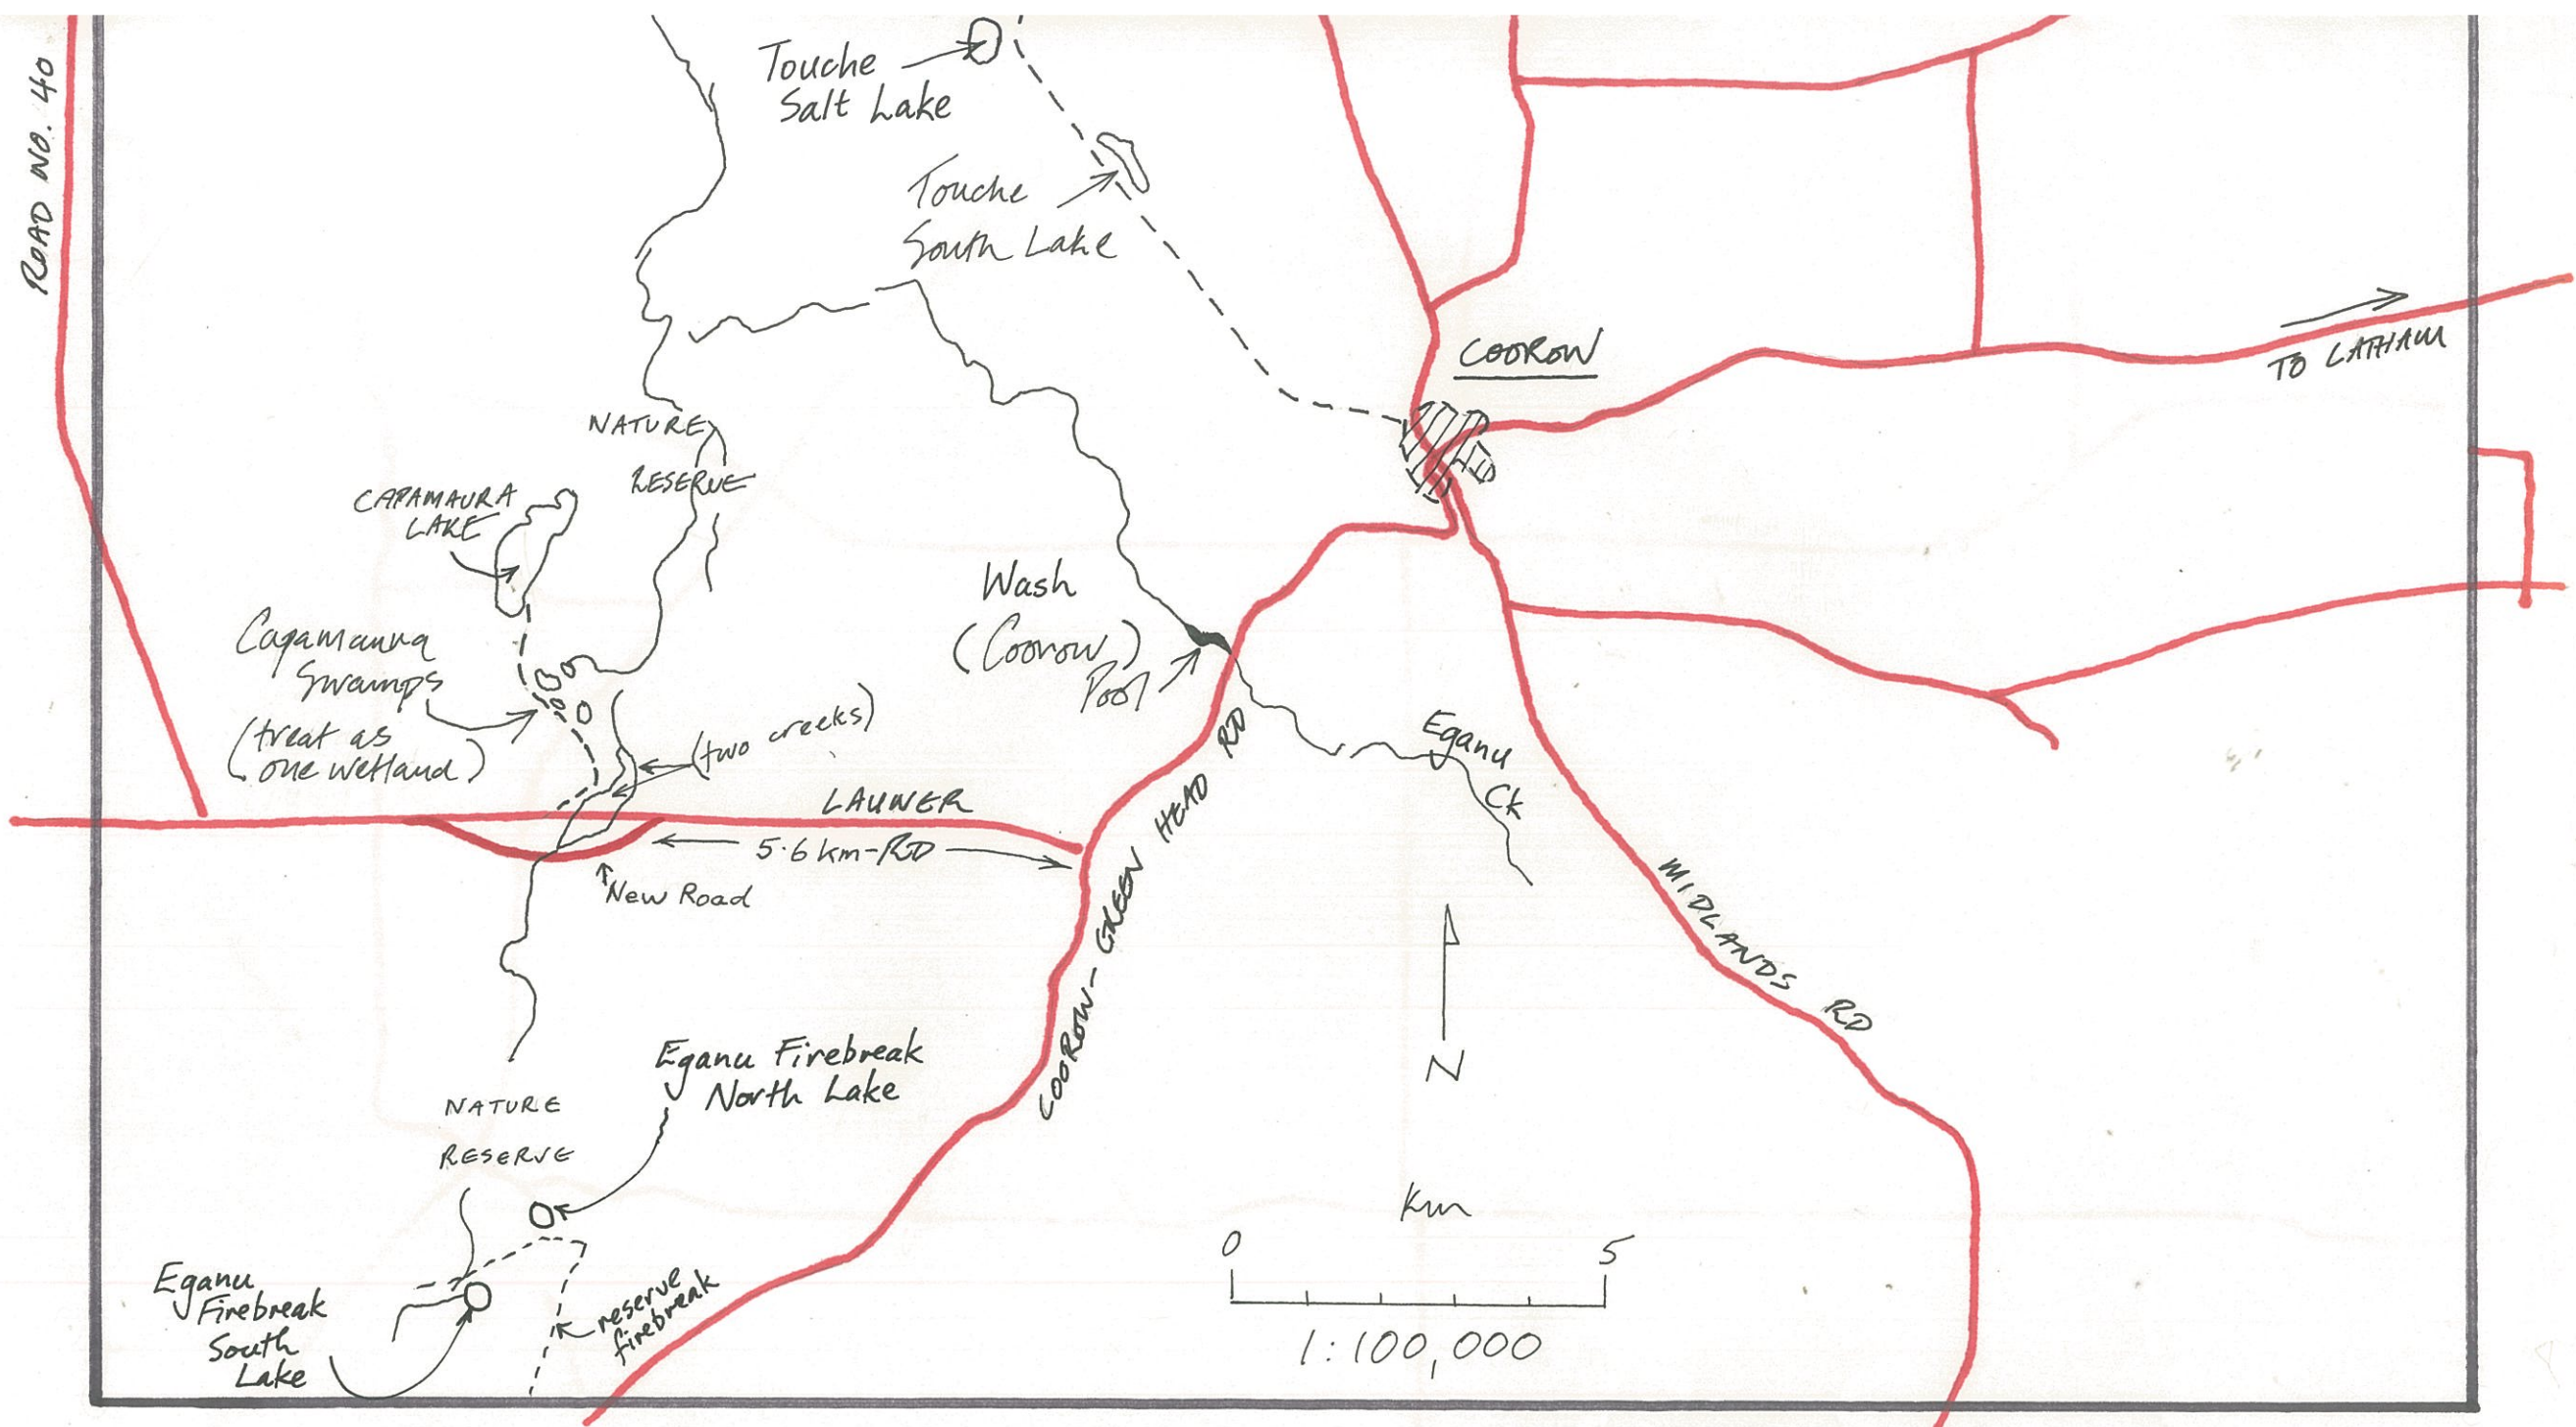 ROAD NO. 40
Touche
Salt Lake
Touche
South Lake
COOROW
TO LATHAM
NATURE
RESERVE
CAPAMAURA
LAKE
Wash
(Coorow)
Pool
Capamaura
Swamps
(treat as
one wetland)
(two creeks)
Eganu
Ck
LAUNER
5.6 km-RD
New Road
COOROW-GREEN HEAD RD
MIDLANDS RD
N
Eganu Firebreak
North Lake
NATURE
RESERVE
Km
0 5
1:100,000
Eganu
Firebreak
South
Lake
reserve
firebreak